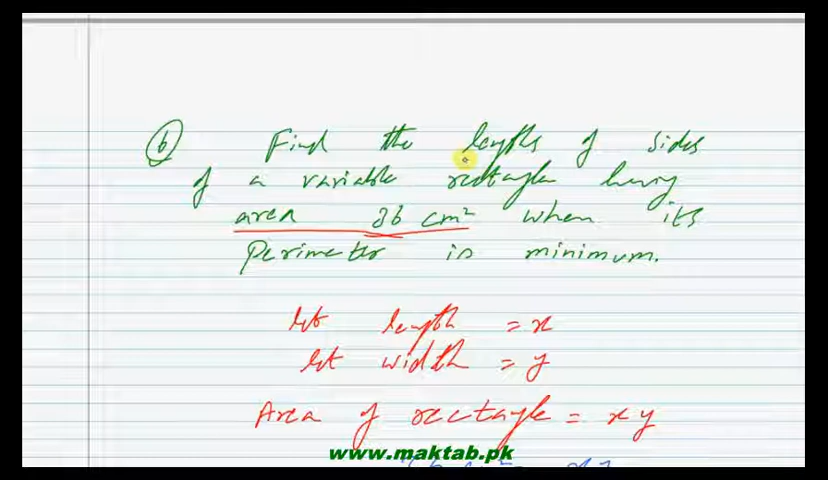 (6) Find the lengths of sides
of a variable rectangle having
area 36 cm² when its
Perimeter is minimum.
let length = x
let width = y
Area of rectangle = xy
www.maktab.pk